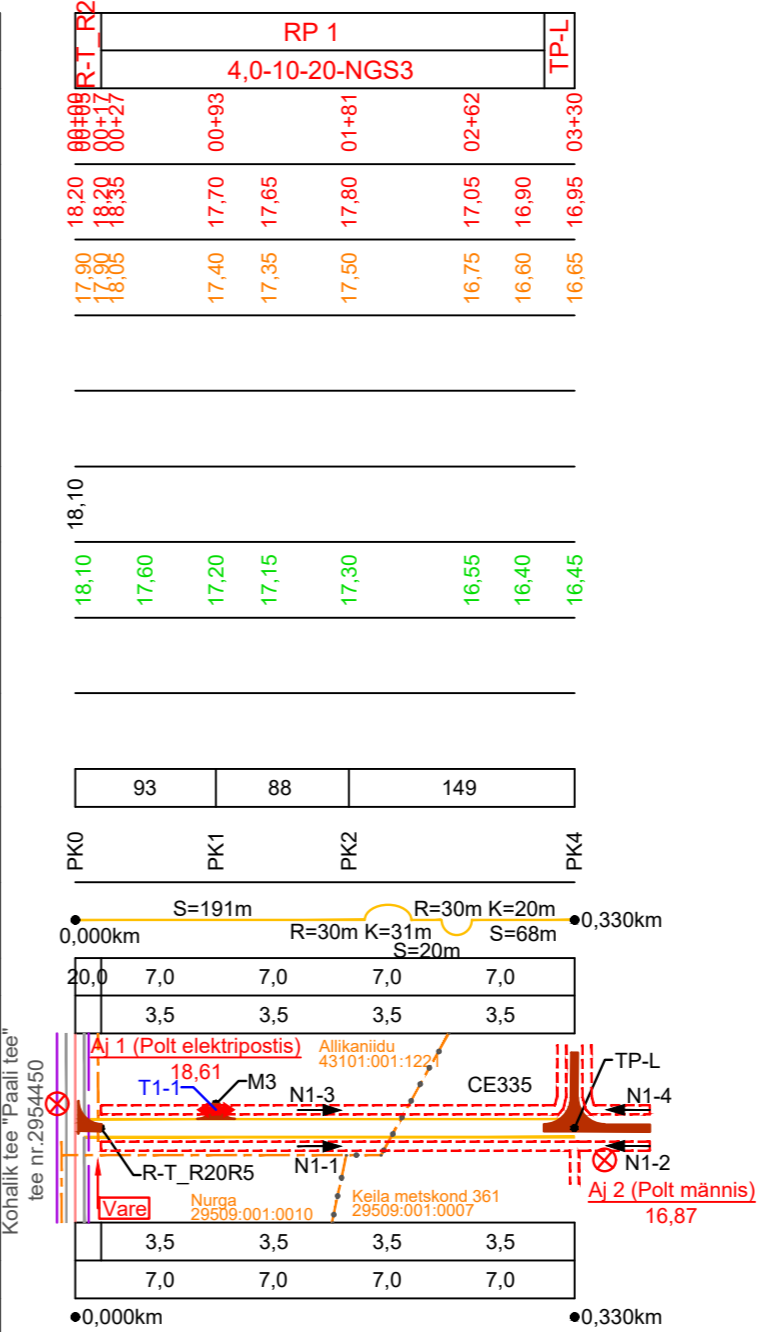 R-T_R2
RP 1
4,0-10-20-NGS3
TP-L
00+00
00+05
00+17
00+27
00+93
01+81
02+62
03+30
18,20
18,20
18,35
17,70
17,65
17,80
17,05
16,90
16,95
17,90
17,90
18,05
17,40
17,35
17,50
16,75
16,60
16,65
18,10
18,10
17,60
17,20
17,15
17,30
16,55
16,40
16,45
93 88 149
PK0
PK1
PK2
PK4
S=191m R=30m K=20m
0,000km R=30m K=31m S=68m 0,330km
S=20m
20,0 7,0 7,0 7,0 7,0
3,5 3,5 3,5 3,5
Kohalik tee "Paali tee"
tee nr.2954450
Aj 1 (Polt elektripostis)
18,61
Allikaniidu
43101:001:1221
T1-1
M3
N1-3
CE335
TP-L
N1-4
R-T_R20R5
N1-1
N1-2
Vare
Nurga
29509:001:0010
Keila metskond 361
29509:001:0007
Aj 2 (Polt männis)
16,87
3,5 3,5 3,5 3,5
7,0 7,0 7,0 7,0
0,000km 0,330km